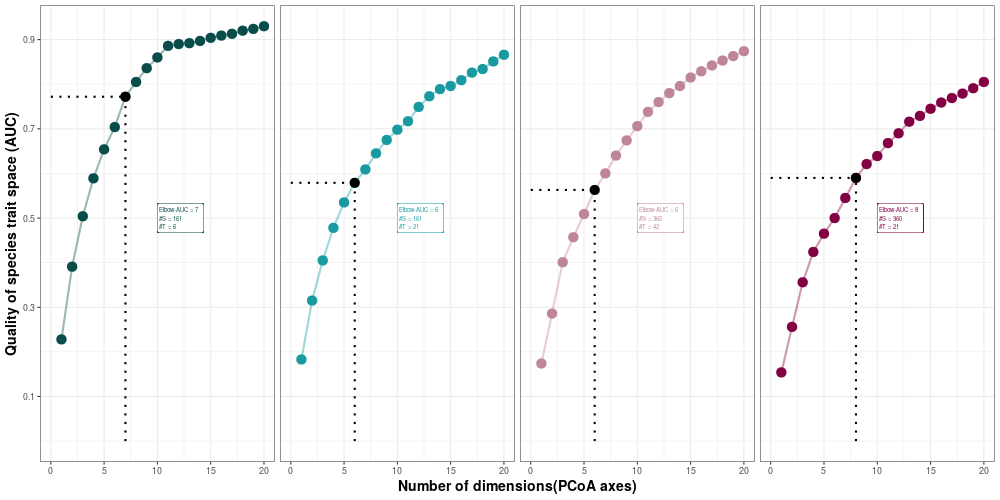 Quality of species trait space (AUC)
0.9
0.7
0.5
0.3
0.1
Elbow-AUC = 7
#S = 161
#T = 6
Elbow-AUC = 6
#S = 161
#T = 21
Elbow-AUC = 6
#S = 360
#T = 42
Elbow-AUC = 8
#S = 360
#T = 21
0 5 10 15 20
0 5 10 15 20
0 5 10 15 20
0 5 10 15 20
Number of dimensions(PCoA axes)